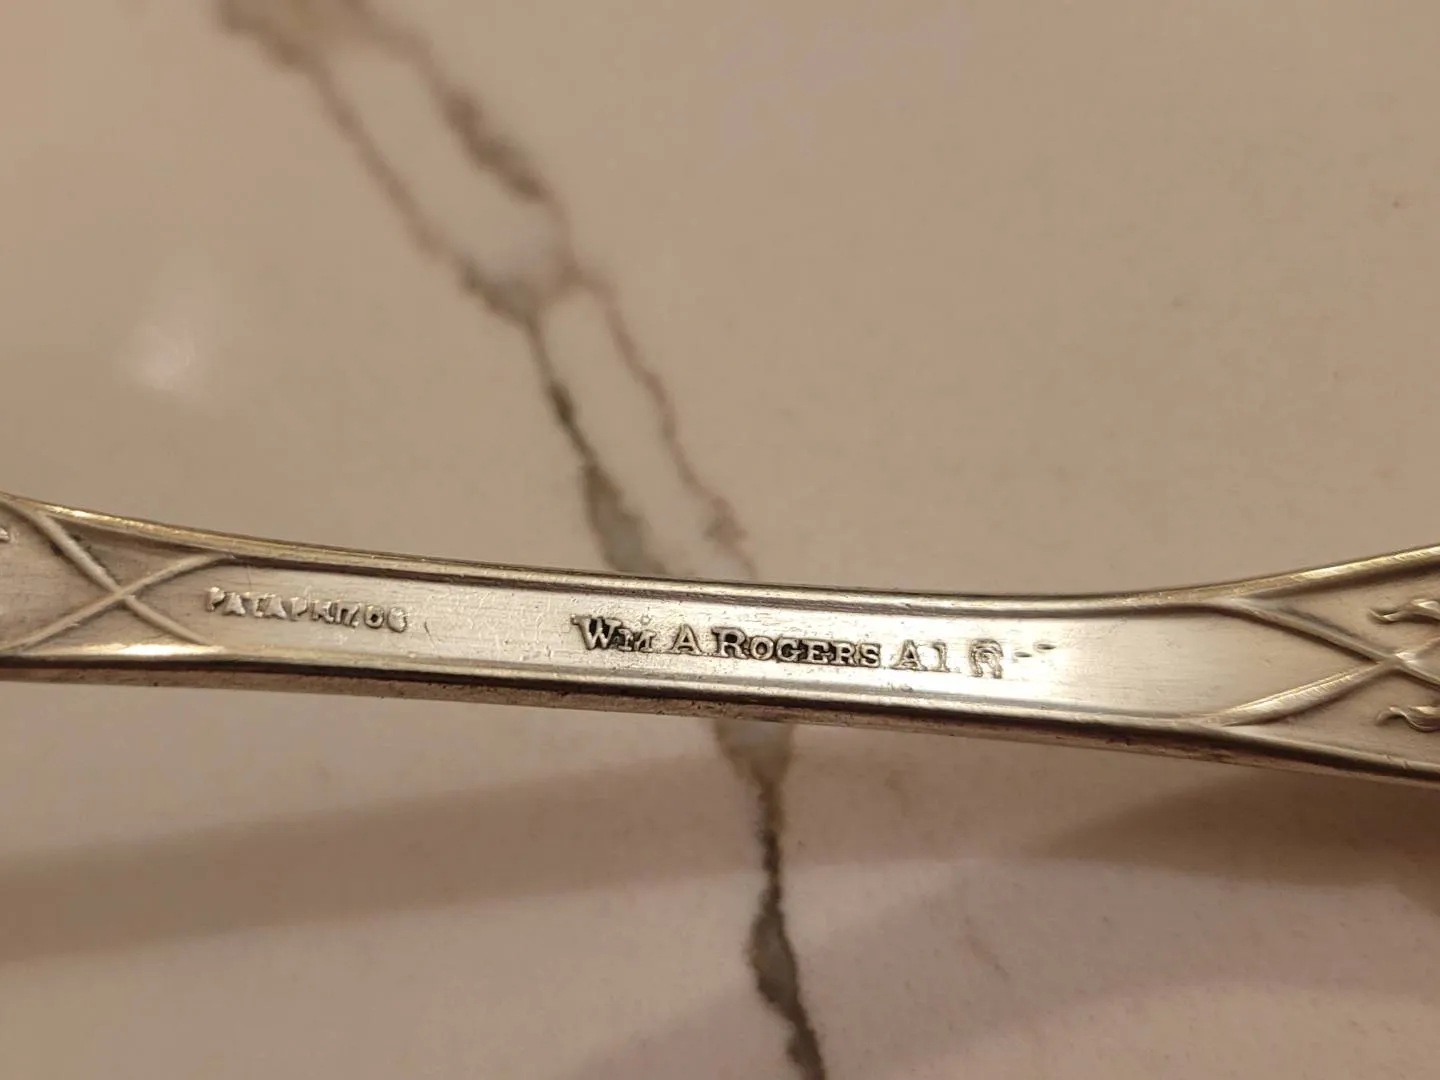 PAT.APR.17.06
WM A ROGERS A1